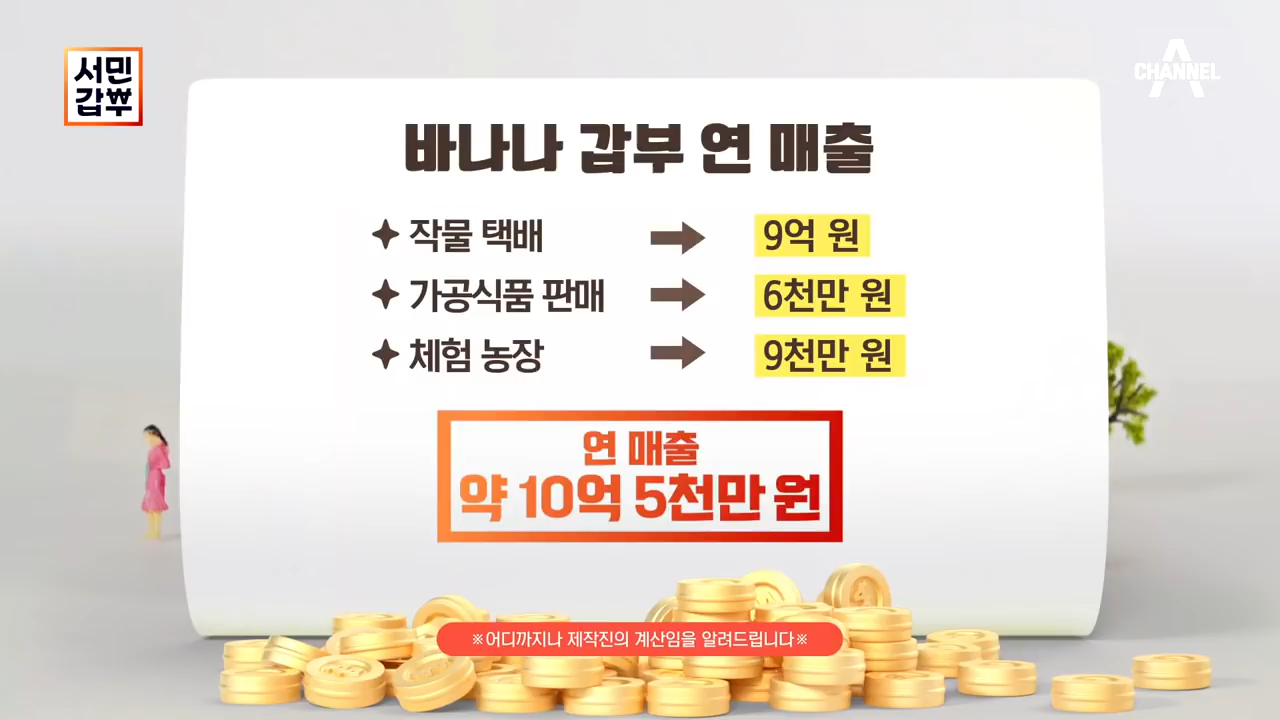 서민
갑부
CHANNEL A
바나나 갑부 연 매출
작물 택배 → 9억 원
가공식품 판매 → 6천만 원
체험 농장 → 9천만 원
연 매출
약 10억 5천만 원
※어디까지나 제작진의 계산임을 알려드립니다※